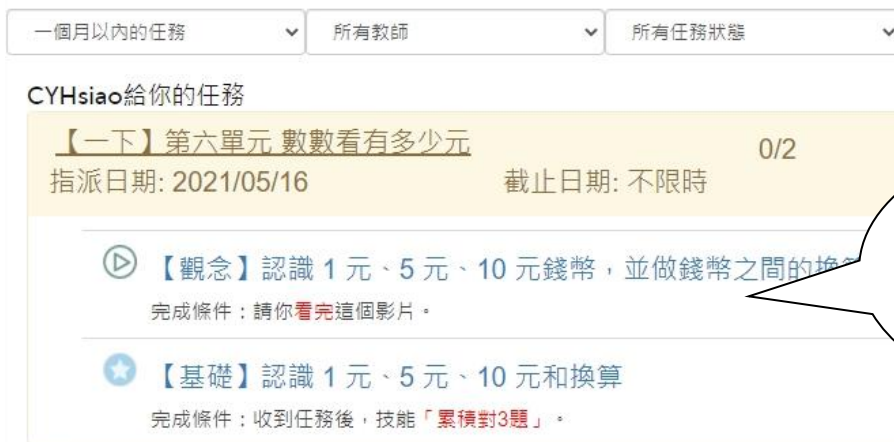 一個月以內的任務 所有教師 所有任務狀態
CYHsiao給你的任務
【一下】第六單元 數數看有多少元 0/2
指派日期: 2021/05/16 截止日期: 不限時
【觀念】認識 1 元、5 元、10 元錢幣，並做錢幣之間的換
完成條件：請你看完這個影片。
【基礎】認識 1 元、5 元、10 元和換算
完成條件：收到任務後，技能「累積對3題」。